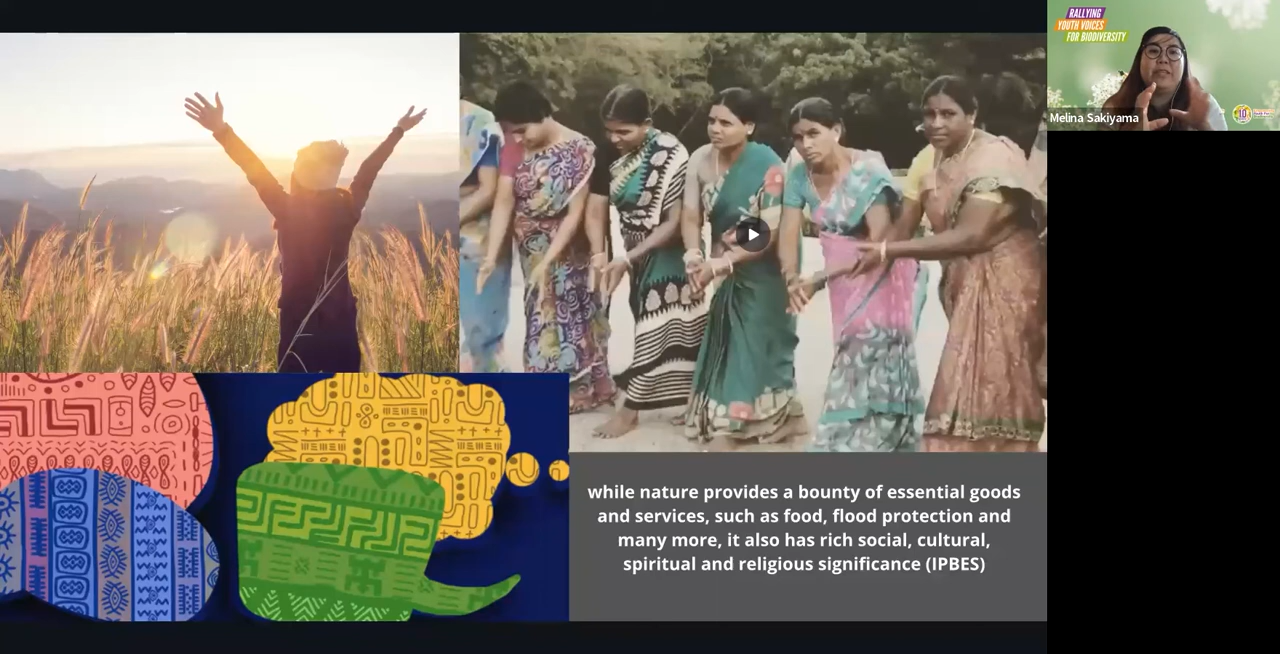 RALLYING
YOUTH VOICES
FOR BIODIVERSITY
Melina Sakiyama
while nature provides a bounty of essential goods
and services, such as food, flood protection and
many more, it also has rich social, cultural,
spiritual and religious significance (IPBES)